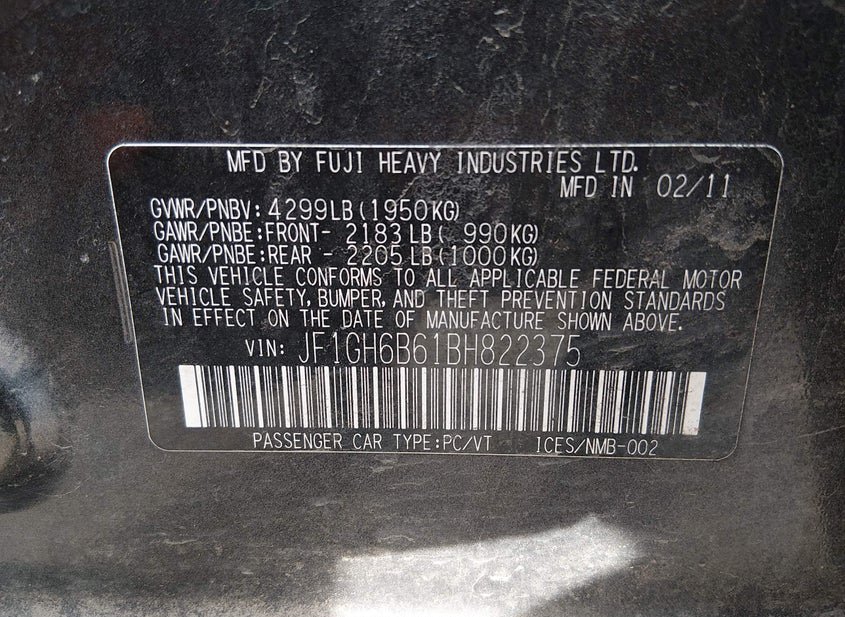 MFD BY FUJI HEAVY INDUSTRIES LTD.
MFD IN 02/11
GVWR/PNBV: 4299LB(1950KG)
GAWR/PNBE:FRONT- 2183LB( 990KG)
GAWR/PNBE:REAR - 2205LB(1000KG)
THIS VEHICLE CONFORMS TO ALL APPLICABLE FEDERAL MOTOR
VEHICLE SAFETY, BUMPER, AND THEFT PREVENTION STANDARDS
IN EFFECT ON THE DATE OF MANUFACTURE SHOWN ABOVE.
VIN: JF1GH6B61BH822375
PASSENGER CAR TYPE:PC/VT ICES/NMB-002